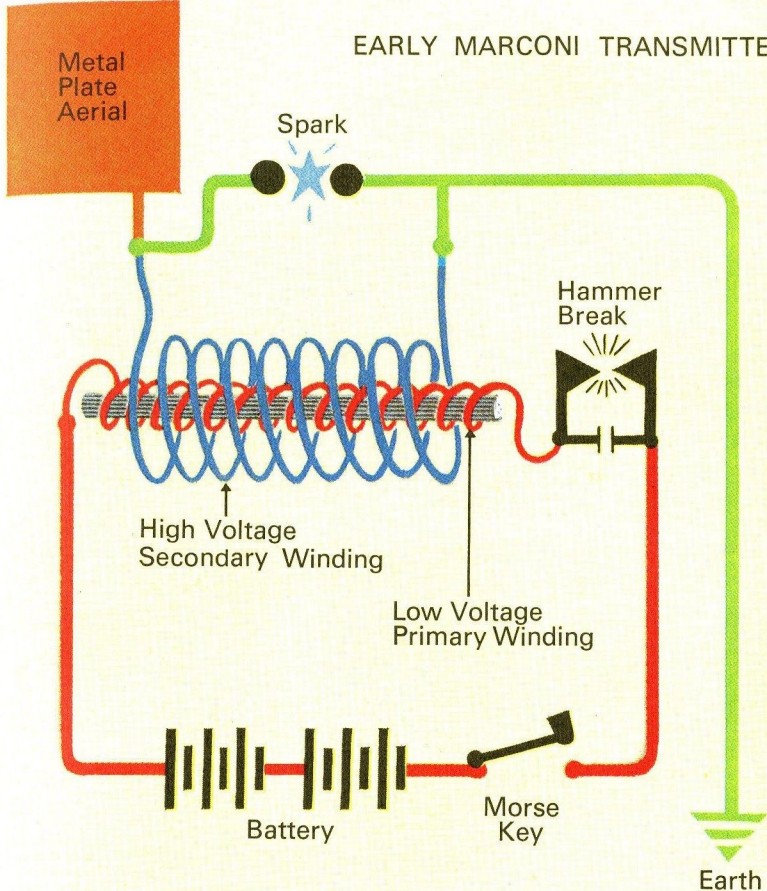 EARLY MARCONI TRANSMITTE
Metal
Plate
Aerial
Spark
Hammer
Break
High Voltage
Secondary Winding
Low Voltage
Primary Winding
Battery
Morse
Key
Earth